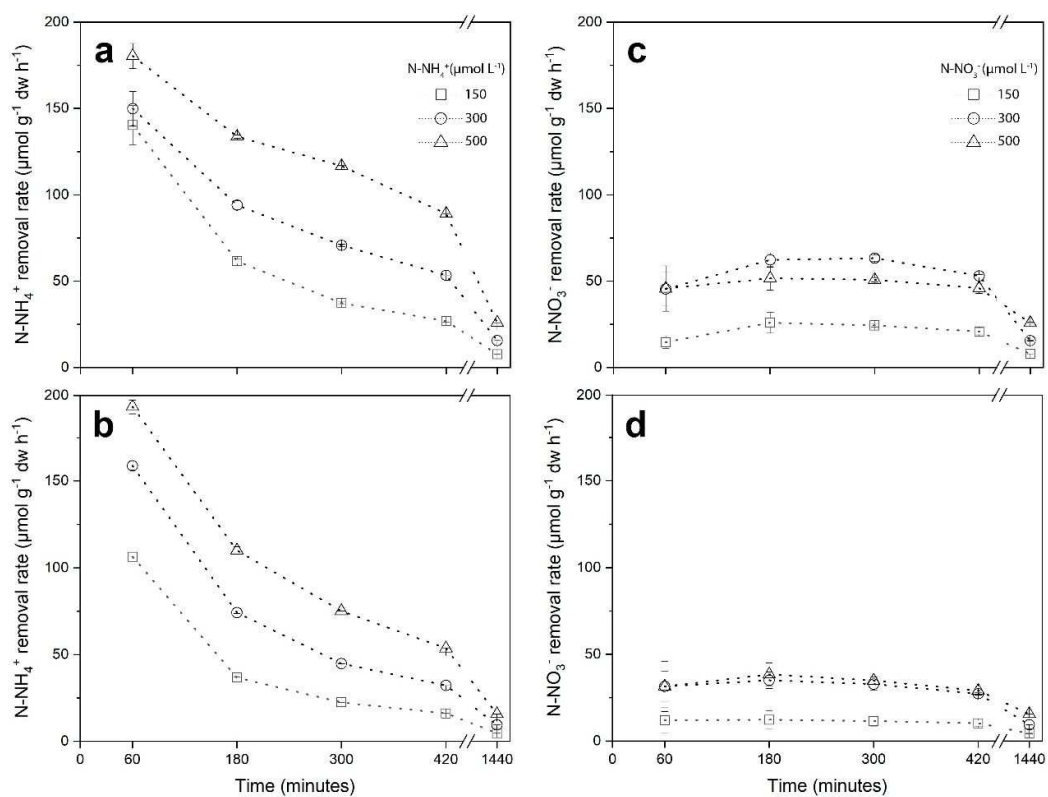 a
N-NH₄⁺ removal rate (µmol g⁻¹ dw h⁻¹)
200
150
100
50
0
0 60 180 300 420 1440
N-NH₄⁺(µmol L⁻¹)
150
300
500
c
N-NO₃⁻ removal rate (µmol g⁻¹ dw h⁻¹)
200
150
100
50
0
0 60 180 300 420 1440
N-NO₃⁻(µmol L⁻¹)
150
300
500
b
N-NH₄⁺ removal rate (µmol g⁻¹ dw h⁻¹)
200
150
100
50
0
0 60 180 300 420 1440
Time (minutes)
d
N-NO₃⁻ removal rate (µmol g⁻¹ dw h⁻¹)
200
150
100
50
0
0 60 180 300 420 1440
Time (minutes)